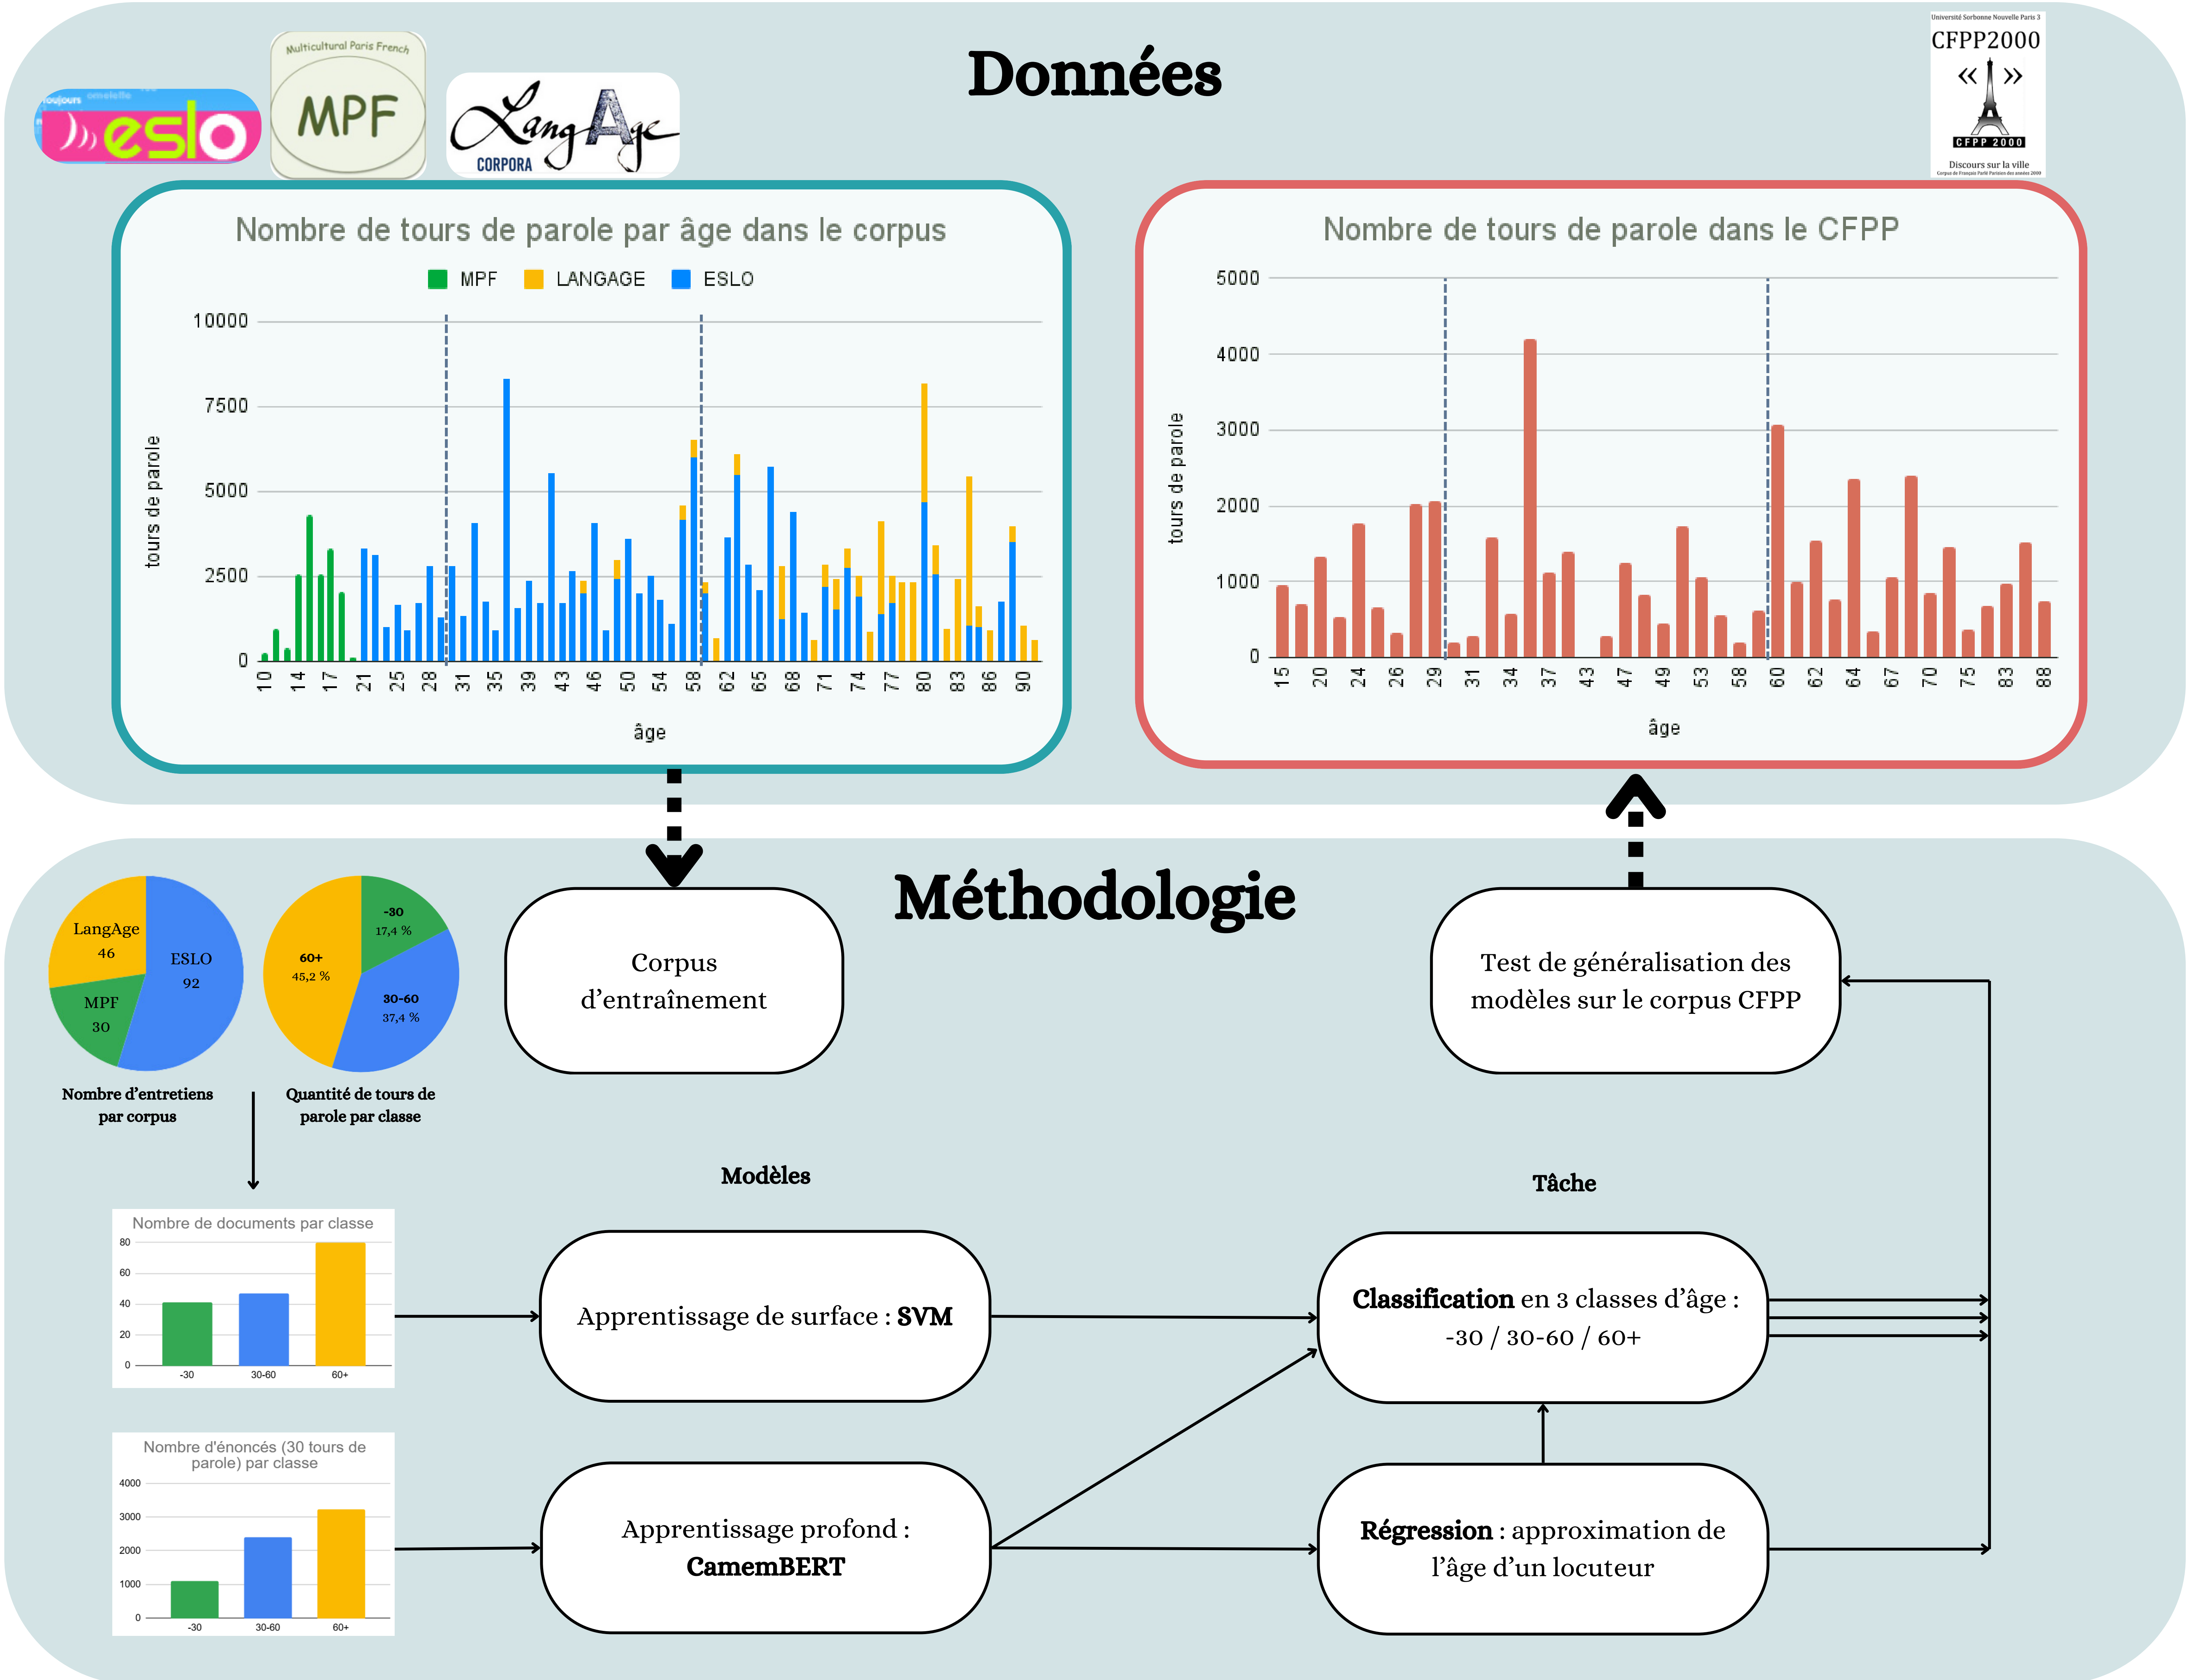 Données
toujours omelette
eslo
Multicultural Paris French
MPF
LangAge
CORPORA
Université Sorbonne Nouvelle Paris 3
CFPP2000
« »
CFPP 2000
Discours sur la ville
Corpus de Français Parlé Parisien des années 2000
Nombre de tours de parole par âge dans le corpus
MPF LANGAGE ESLO
tours de parole
10000
7500
5000
2500
0
10 14 17 21 25 28 31 35 39 43 46 50 54 58 62 65 68 71 74 77 80 83 86 90
âge
Nombre de tours de parole dans le CFPP
tours de parole
5000
4000
3000
2000
1000
0
15 20 24 26 29 31 34 37 43 47 49 53 58 60 62 64 67 70 75 83 88
âge
Méthodologie
LangAge
46
ESLO
92
MPF
30
Nombre d'entretiens
par corpus
-30
17,4 %
60+
45,2 %
30-60
37,4 %
Quantité de tours de
parole par classe
Corpus
d'entraînement
Test de généralisation des
modèles sur le corpus CFPP
Modèles
Tâche
Nombre de documents par classe
80
60
40
20
0
-30 30-60 60+
Apprentissage de surface : SVM
Classification en 3 classes d'âge :
-30 / 30-60 / 60+
Nombre d'énoncés (30 tours de
parole) par classe
4000
3000
2000
1000
0
-30 30-60 60+
Apprentissage profond :
CamemBERT
Régression : approximation de
l'âge d'un locuteur